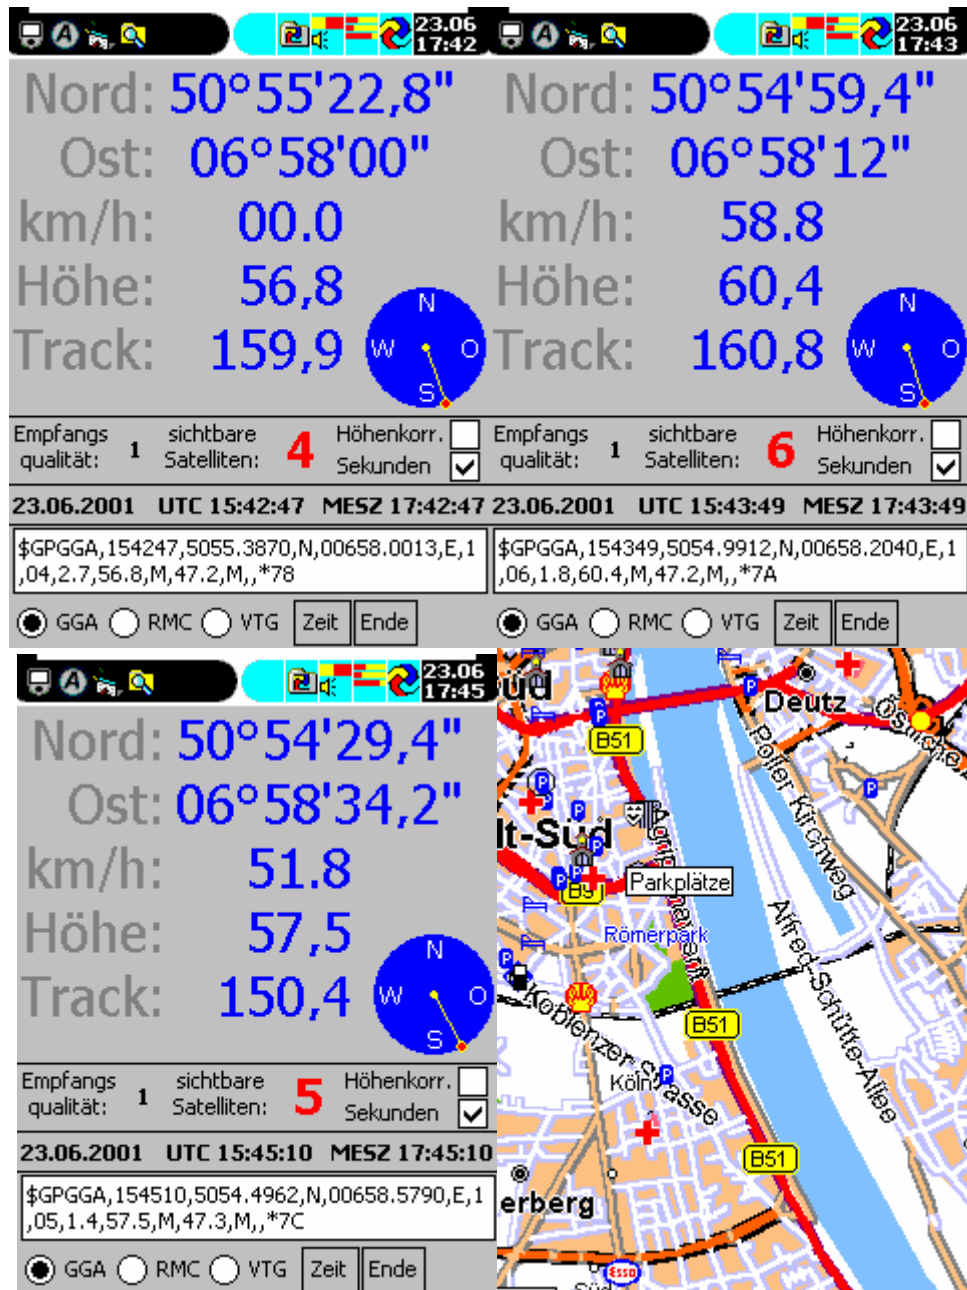 23.06
17:42
Nord: 50°55'22,8"
Ost: 06°58'00"
km/h: 00.0
Höhe: 56,8
Track: 159,9
N
W O
S
Empfangs qualität: 1 sichtbare Satelliten: 4 Höhenkorr.
Sekunden
23.06.2001 UTC 15:42:47 MESZ 17:42:47
$GPGGA,154247,5055.3870,N,00658.0013,E,1
,04,2.7,56.8,M,47.2,M,,*78
GGA RMC VTG Zeit Ende
23.06
17:43
Nord: 50°54'59,4"
Ost: 06°58'12"
km/h: 58.8
Höhe: 60,4
Track: 160,8
N
W O
S
Empfangs qualität: 1 sichtbare Satelliten: 6 Höhenkorr.
Sekunden
23.06.2001 UTC 15:43:49 MESZ 17:43:49
$GPGGA,154349,5054.9912,N,00658.2040,E,1
,06,1.8,60.4,M,47.2,M,,*7A
GGA RMC VTG Zeit Ende
23.06
17:45
Nord: 50°54'29,4"
Ost: 06°58'34,2"
km/h: 51.8
Höhe: 57,5
Track: 150,4
N
W O
S
Empfangs qualität: 1 sichtbare Satelliten: 5 Höhenkorr.
Sekunden
23.06.2001 UTC 15:45:10 MESZ 17:45:10
$GPGGA,154510,5054.4962,N,00658.5790,E,1
,05,1.4,57.5,M,47.3,M,,*7C
GGA RMC VTG Zeit Ende
üd
Deutz
B51
Poller Kirchweg
lt-Süd
Parkplätze
Römerpark
Alfred-Schütte-Allee
Koblenzer Strasse
B51
Köln
B51
erberg
Esso